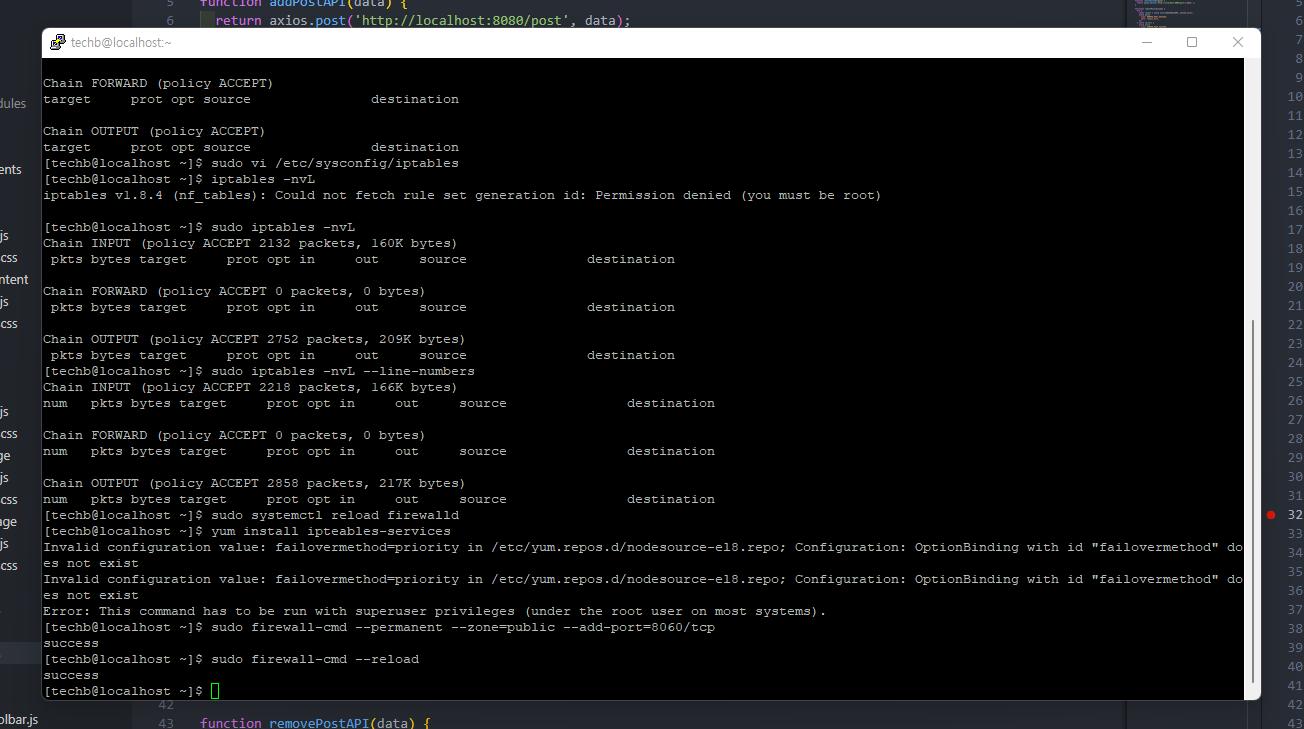 5 function addPostAPI(data) {
6 return axios.post('http://localhost:8080/post', data);
techb@localhost:~
Chain FORWARD (policy ACCEPT)
target     prot opt source               destination
Chain OUTPUT (policy ACCEPT)
target     prot opt source               destination
[techb@localhost ~]$ sudo vi /etc/sysconfig/iptables
[techb@localhost ~]$ iptables -nvL
iptables v1.8.4 (nf_tables): Could not fetch rule set generation id: Permission denied (you must be root)
[techb@localhost ~]$ sudo iptables -nvL
Chain INPUT (policy ACCEPT 2132 packets, 160K bytes)
 pkts bytes target     prot opt in     out     source               destination
Chain FORWARD (policy ACCEPT 0 packets, 0 bytes)
 pkts bytes target     prot opt in     out     source               destination
Chain OUTPUT (policy ACCEPT 2752 packets, 209K bytes)
 pkts bytes target     prot opt in     out     source               destination
[techb@localhost ~]$ sudo iptables -nvL --line-numbers
Chain INPUT (policy ACCEPT 2218 packets, 166K bytes)
num   pkts bytes target     prot opt in     out     source               destination
Chain FORWARD (policy ACCEPT 0 packets, 0 bytes)
num   pkts bytes target     prot opt in     out     source               destination
Chain OUTPUT (policy ACCEPT 2858 packets, 217K bytes)
num   pkts bytes target     prot opt in     out     source               destination
[techb@localhost ~]$ sudo systemctl reload firewalld
[techb@localhost ~]$ yum install ipteables-services
Invalid configuration value: failovermethod=priority in /etc/yum.repos.d/nodesource-el8.repo; Configuration: OptionBinding with id "failovermethod" do
es not exist
Invalid configuration value: failovermethod=priority in /etc/yum.repos.d/nodesource-el8.repo; Configuration: OptionBinding with id "failovermethod" do
es not exist
Error: This command has to be run with superuser privileges (under the root user on most systems).
[techb@localhost ~]$ sudo firewall-cmd --permanent --zone=public --add-port=8060/tcp
success
[techb@localhost ~]$ sudo firewall-cmd --reload
success
[techb@localhost ~]$
42
43 function removePostAPI(data) {
dules
ents
js
css
ntent
js
css
js
css
ge
js
css
age
js
css
olbar.js
5
6
7
8
9
10
11
12
13
14
15
16
17
18
19
20
21
22
23
24
25
26
27
28
29
30
31
32
33
34
35
36
37
38
39
40
41
42
43